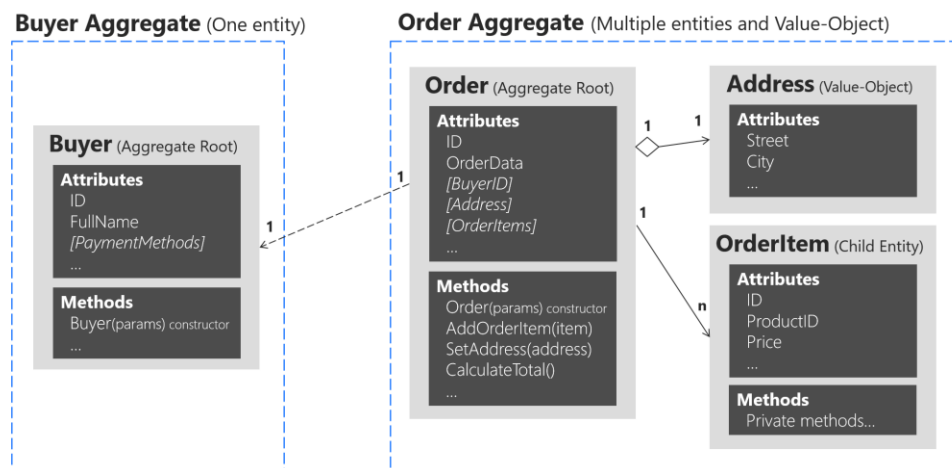 Buyer Aggregate (One entity)
Buyer (Aggregate Root)
Attributes
ID
FullName
[PaymentMethods]
...
Methods
Buyer(params) constructor
...
1
1
Order Aggregate (Multiple entities and Value-Object)
Order (Aggregate Root)
Attributes
ID
OrderData
[BuyerID]
[Address]
[OrderItems]
...
Methods
Order(params) constructor
AddOrderItem(item)
SetAddress(address)
CalculateTotal()
...
1
1
1
n
Address (Value-Object)
Attributes
Street
City
...
OrderItem (Child Entity)
Attributes
ID
ProductID
Price
...
Methods
Private methods...